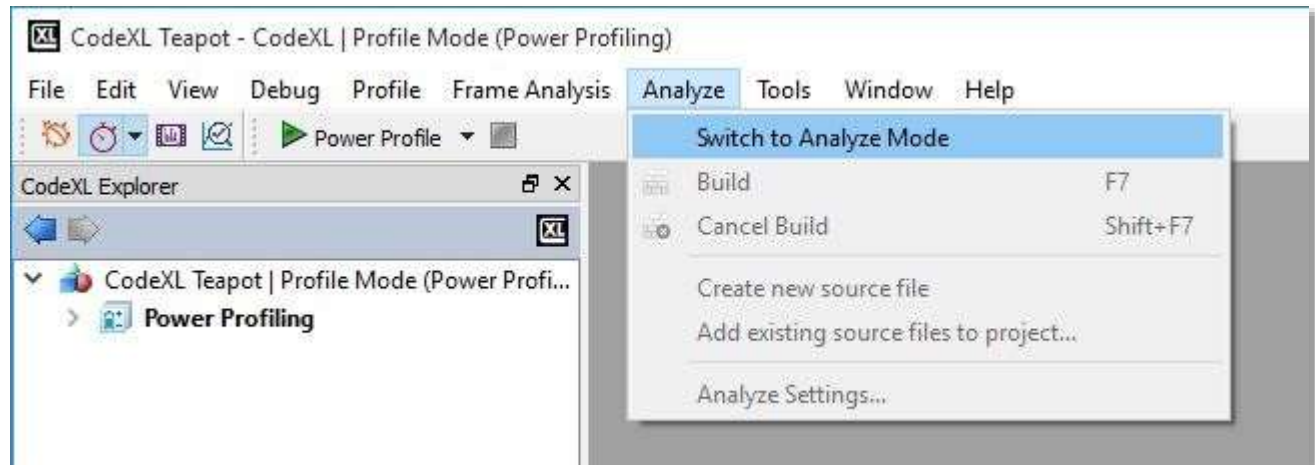 XL CodeXL Teapot - CodeXL | Profile Mode (Power Profiling)
File Edit View Debug Profile Frame Analysis Analyze Tools Window Help
Power Profile
Switch to Analyze Mode
Build F7
Cancel Build Shift+F7
Create new source file
Add existing source files to project...
Analyze Settings...
CodeXL Explorer
XL
CodeXL Teapot | Profile Mode (Power Profi...
Power Profiling